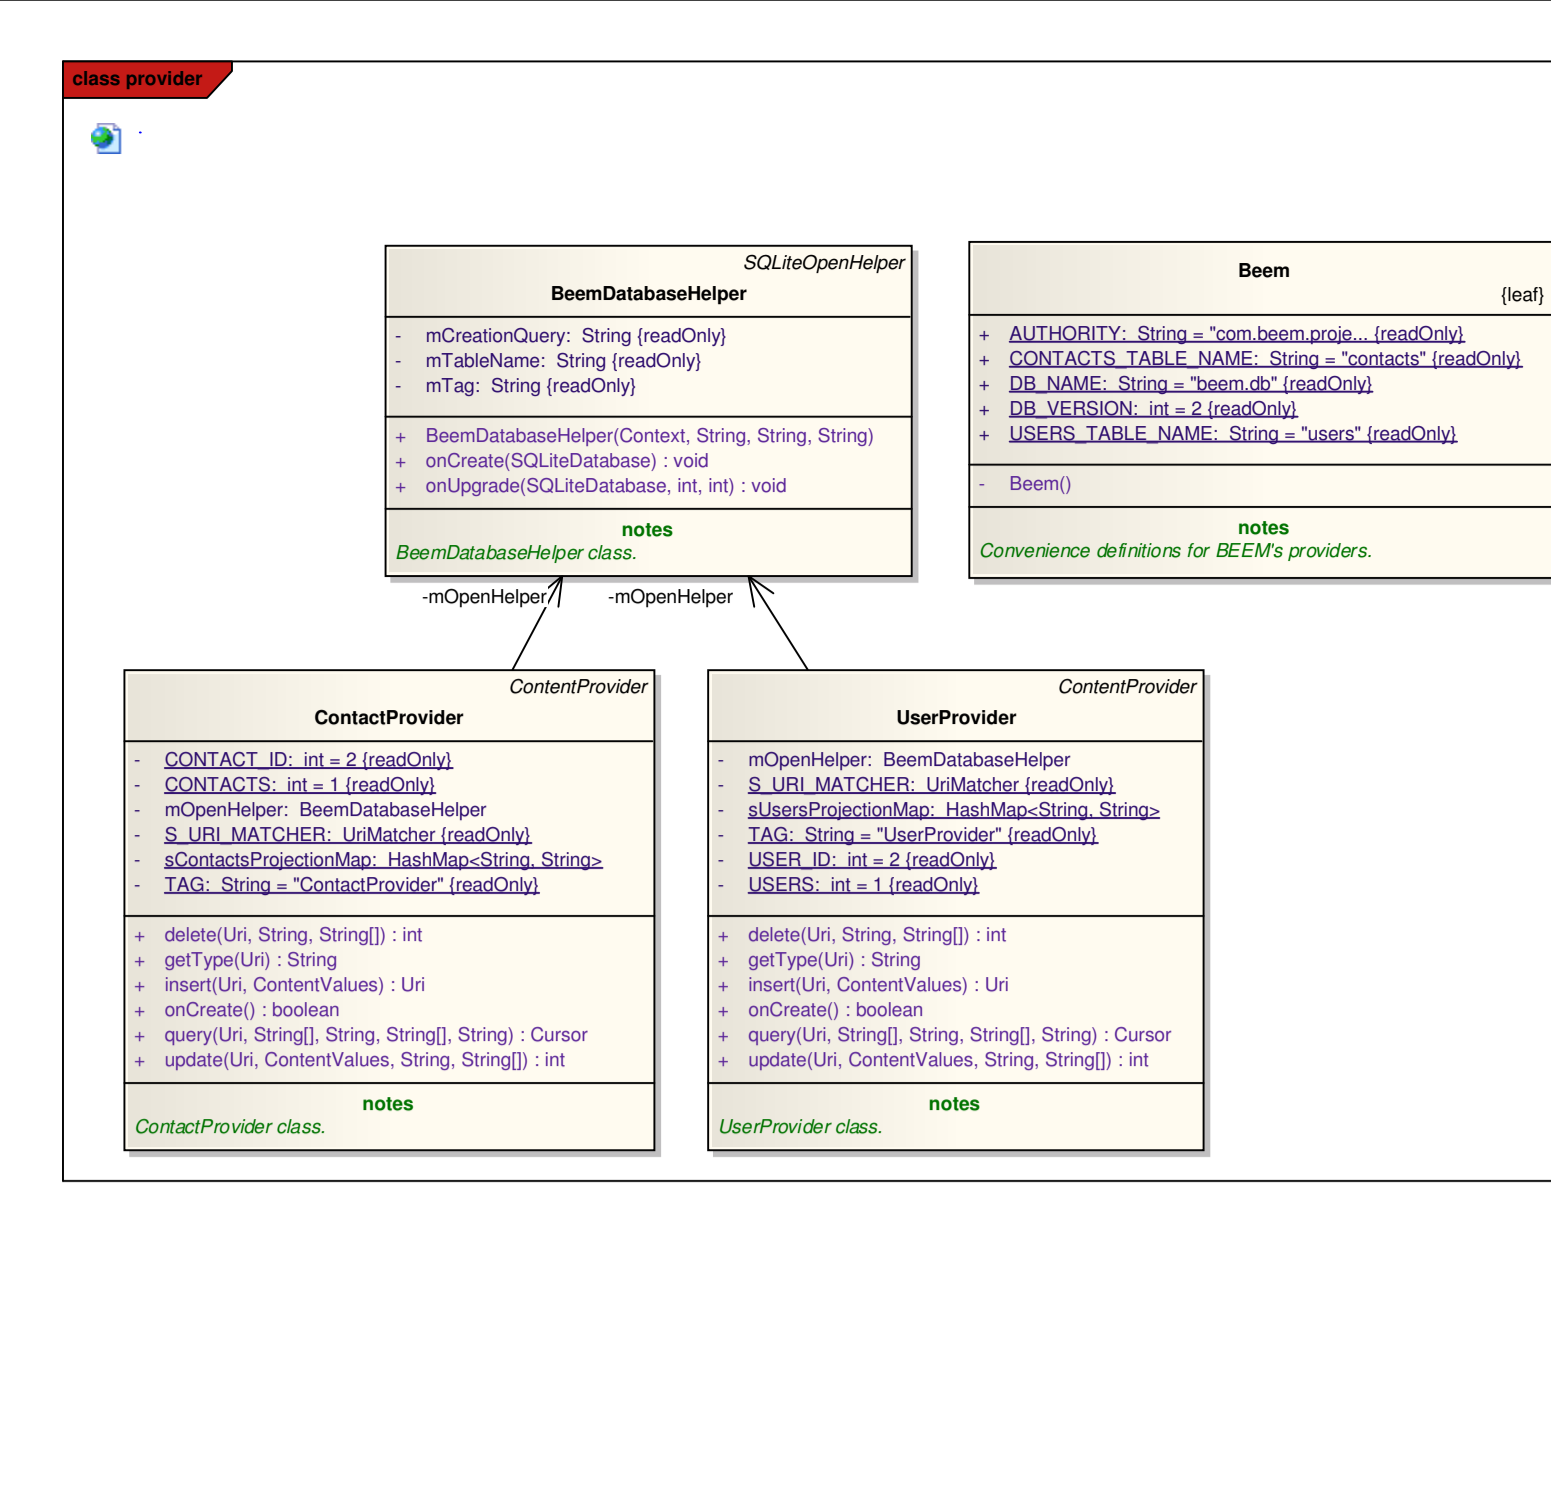 class provider
SQLiteOpenHelper
BeemDatabaseHelper
- mCreationQuery: String {readOnly}
- mTableName: String {readOnly}
- mTag: String {readOnly}
+ BeemDatabaseHelper(Context, String, String, String)
+ onCreate(SQLiteDatabase) : void
+ onUpgrade(SQLiteDatabase, int, int) : void
notes
BeemDatabaseHelper class.
Beem
{leaf}
+ AUTHORITY: String = "com.beem.proje... {readOnly}
+ CONTACTS_TABLE_NAME: String = "contacts" {readOnly}
+ DB_NAME: String = "beem.db" {readOnly}
+ DB_VERSION: int = 2 {readOnly}
+ USERS_TABLE_NAME: String = "users" {readOnly}
- Beem()
notes
Convenience definitions for BEEM's providers.
-mOpenHelper
-mOpenHelper
ContentProvider
ContactProvider
- CONTACT_ID: int = 2 {readOnly}
- CONTACTS: int = 1 {readOnly}
- mOpenHelper: BeemDatabaseHelper
- S_URI_MATCHER: UriMatcher {readOnly}
- sContactsProjectionMap: HashMap<String, String>
- TAG: String = "ContactProvider" {readOnly}
+ delete(Uri, String, String[]) : int
+ getType(Uri) : String
+ insert(Uri, ContentValues) : Uri
+ onCreate() : boolean
+ query(Uri, String[], String, String[], String) : Cursor
+ update(Uri, ContentValues, String, String[]) : int
notes
ContactProvider class.
ContentProvider
UserProvider
- mOpenHelper: BeemDatabaseHelper
- S_URI_MATCHER: UriMatcher {readOnly}
- sUsersProjectionMap: HashMap<String, String>
- TAG: String = "UserProvider" {readOnly}
- USER_ID: int = 2 {readOnly}
- USERS: int = 1 {readOnly}
+ delete(Uri, String, String[]) : int
+ getType(Uri) : String
+ insert(Uri, ContentValues) : Uri
+ onCreate() : boolean
+ query(Uri, String[], String, String[], String) : Cursor
+ update(Uri, ContentValues, String, String[]) : int
notes
UserProvider class.